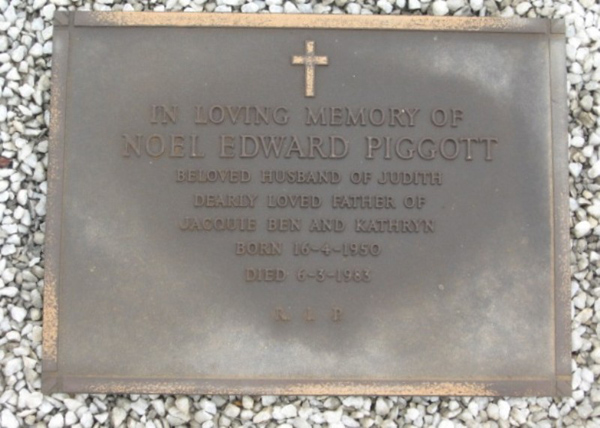 IN LOVING MEMORY OF
NOEL EDWARD PIGGOTT
BELOVED HUSBAND OF JUDITH
DEARLY LOVED FATHER OF
JACQUIE BEN AND KATHRYN
BORN 16-4-1950
DIED 6-3-1983
R. I. P.